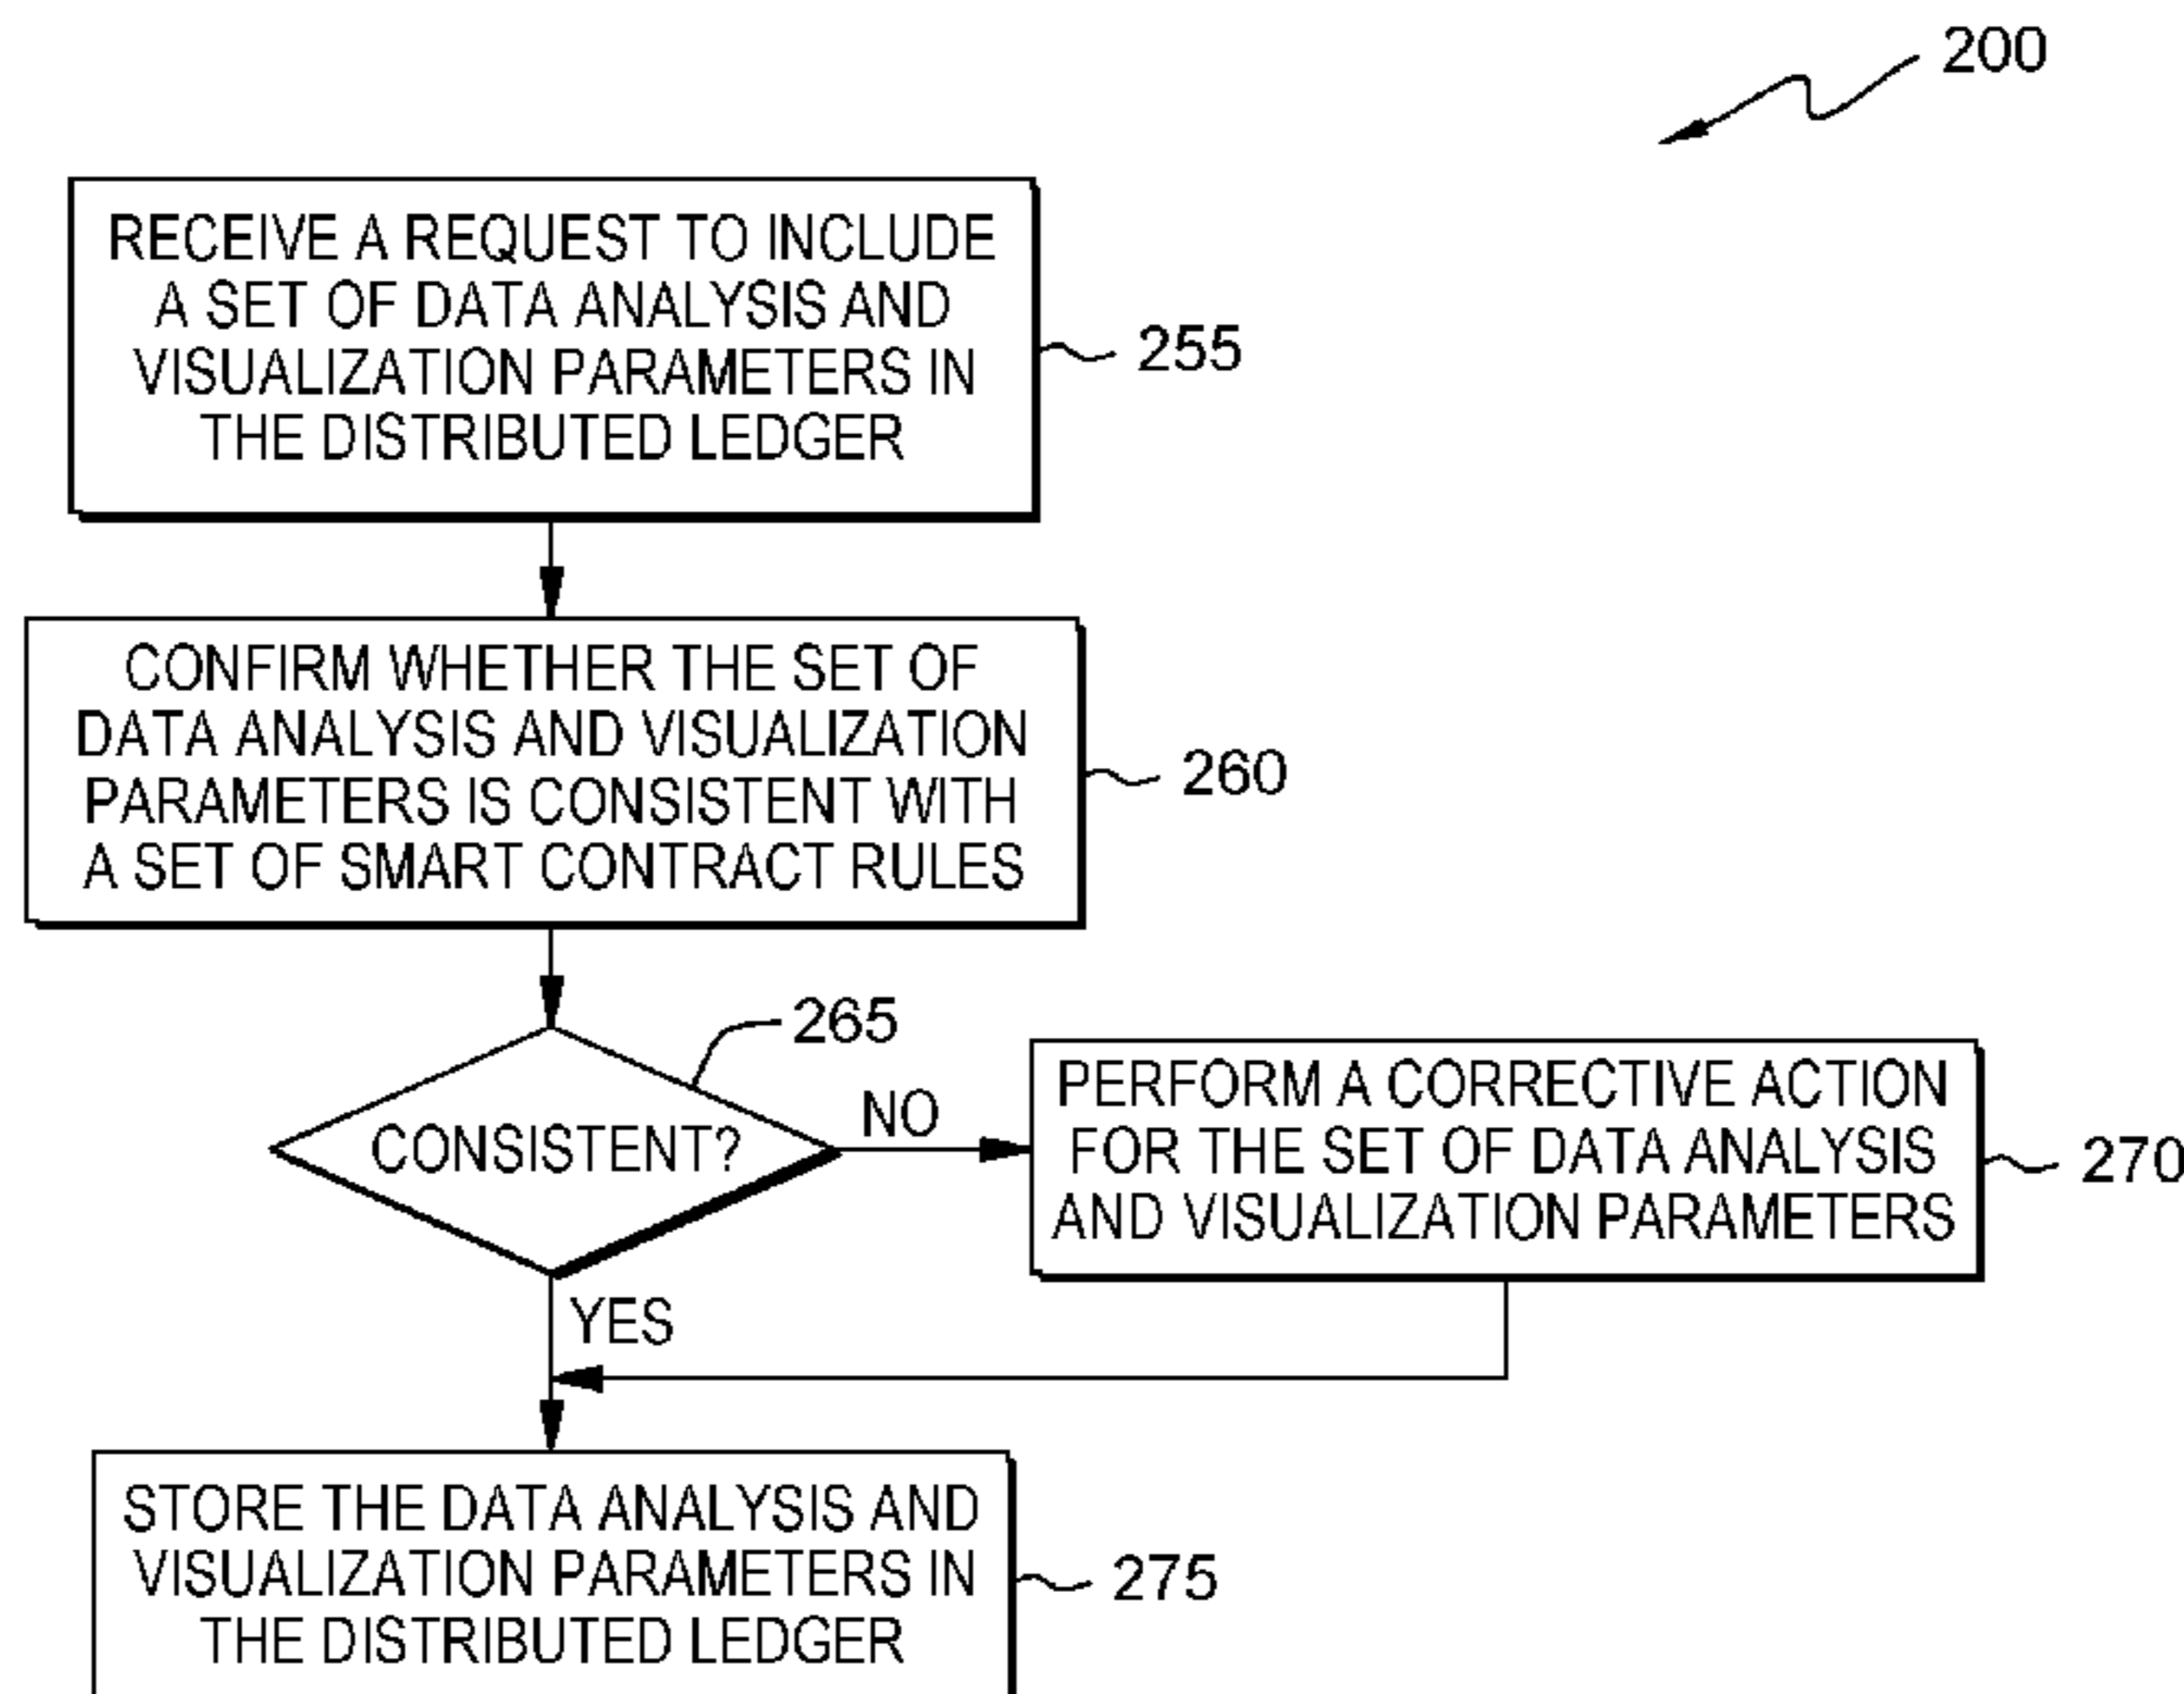 200
RECEIVE A REQUEST TO INCLUDE
A SET OF DATA ANALYSIS AND
VISUALIZATION PARAMETERS IN
THE DISTRIBUTED LEDGER
255
CONFIRM WHETHER THE SET OF
DATA ANALYSIS AND VISUALIZATION
PARAMETERS IS CONSISTENT WITH
A SET OF SMART CONTRACT RULES
260
265
CONSISTENT?
NO
PERFORM A CORRECTIVE ACTION
FOR THE SET OF DATA ANALYSIS
AND VISUALIZATION PARAMETERS
270
YES
STORE THE DATA ANALYSIS AND
VISUALIZATION PARAMETERS IN
THE DISTRIBUTED LEDGER
275